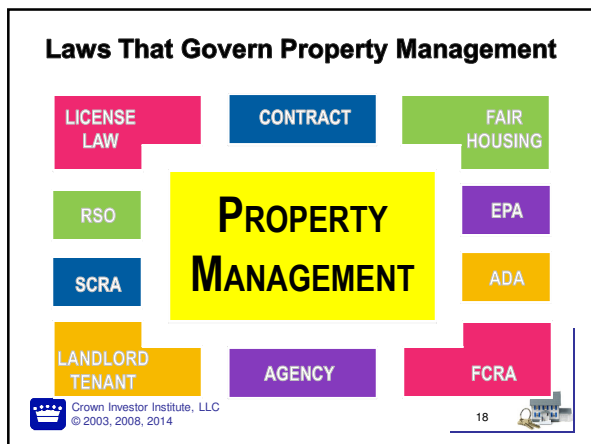 Laws That Govern Property Management
LICENSE
LAW
CONTRACT
FAIR
HOUSING
RSO
PROPERTY
MANAGEMENT
EPA
SCRA
ADA
LANDLORD
TENANT
AGENCY
FCRA
Crown Investor Institute, LLC
© 2003, 2008, 2014
18